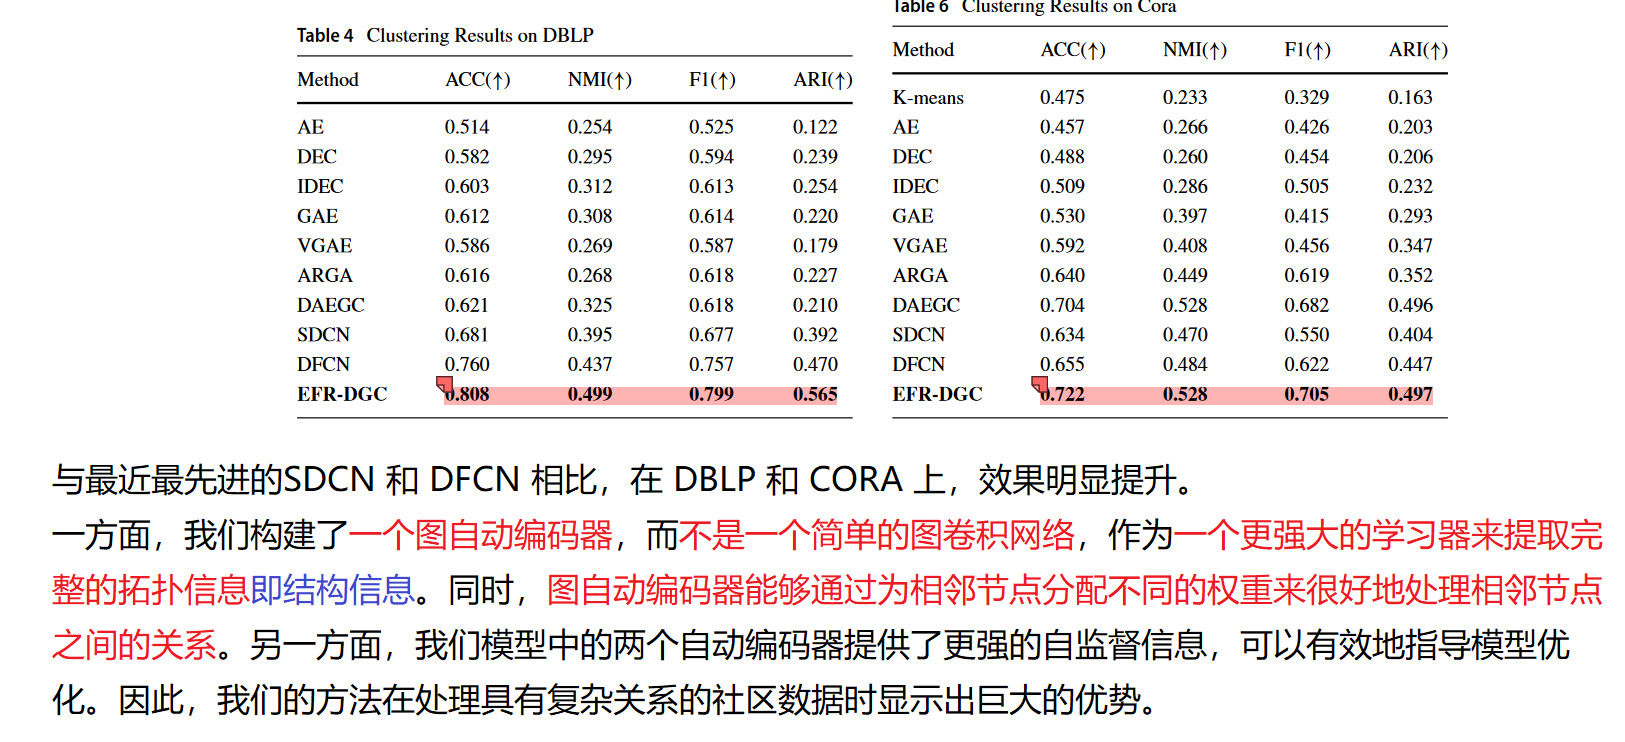 Table 4 Clustering Results on DBLP
Method ACC(↑) NMI(↑) F1(↑) ARI(↑)
AE 0.514 0.254 0.525 0.122
DEC 0.582 0.295 0.594 0.239
IDEC 0.603 0.312 0.613 0.254
GAE 0.612 0.308 0.614 0.220
VGAE 0.586 0.269 0.587 0.179
ARGA 0.616 0.268 0.618 0.227
DAEGC 0.621 0.325 0.618 0.210
SDCN 0.681 0.395 0.677 0.392
DFCN 0.760 0.437 0.757 0.470
EFR-DGC 0.808 0.499 0.799 0.565
Table 6 Clustering Results on Cora
Method ACC(↑) NMI(↑) F1(↑) ARI(↑)
K-means 0.475 0.233 0.329 0.163
AE 0.457 0.266 0.426 0.203
DEC 0.488 0.260 0.454 0.206
IDEC 0.509 0.286 0.505 0.232
GAE 0.530 0.397 0.415 0.293
VGAE 0.592 0.408 0.456 0.347
ARGA 0.640 0.449 0.619 0.352
DAEGC 0.704 0.528 0.682 0.496
SDCN 0.634 0.470 0.550 0.404
DFCN 0.655 0.484 0.622 0.447
EFR-DGC 0.722 0.528 0.705 0.497
与最近最先进的SDCN 和 DFCN 相比，在 DBLP 和 CORA 上，效果明显提升。
一方面，我们构建了一个图自动编码器，而不是一个简单的图卷积网络，作为一个更强大的学习器来提取完
整的拓扑信息即结构信息。同时，图自动编码器能够通过为相邻节点分配不同的权重来很好地处理相邻节点
之间的关系。另一方面，我们模型中的两个自动编码器提供了更强的自监督信息，可以有效地指导模型优
化。因此，我们的方法在处理具有复杂关系的社区数据时显示出巨大的优势。